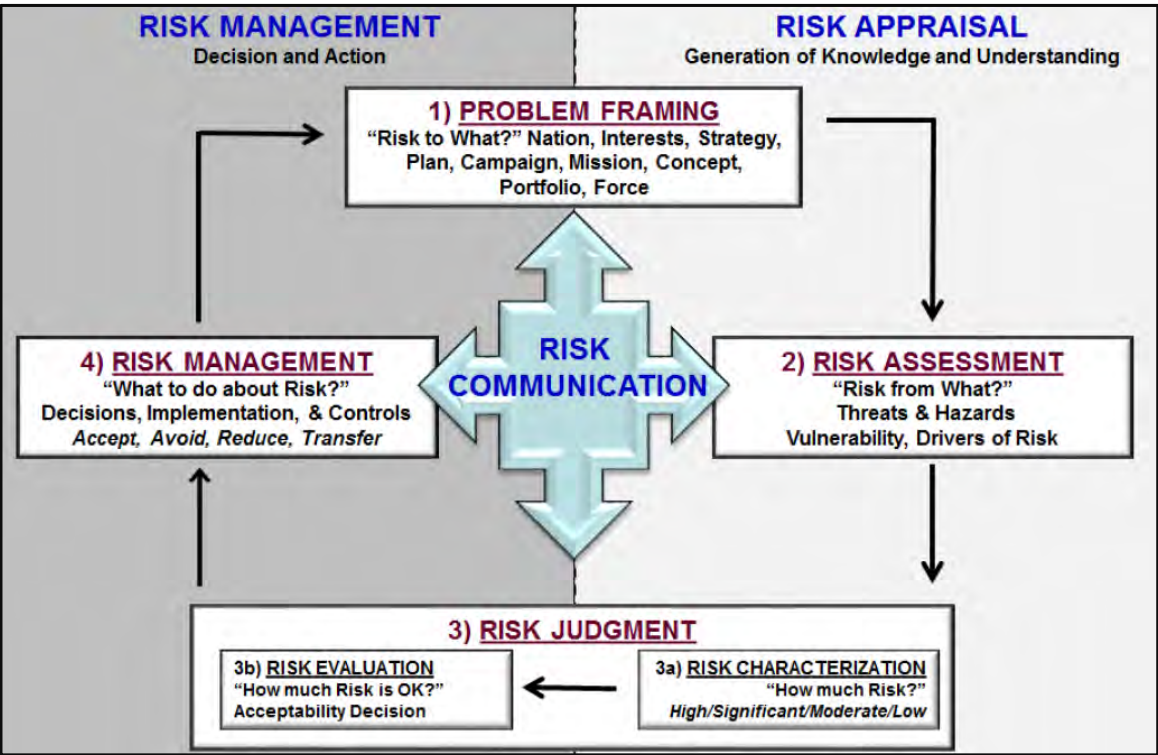 RISK MANAGEMENT
Decision and Action
RISK APPRAISAL
Generation of Knowledge and Understanding
1) PROBLEM FRAMING
“Risk to What?” Nation, Interests, Strategy,
Plan, Campaign, Mission, Concept,
Portfolio, Force
4) RISK MANAGEMENT
“What to do about Risk?”
Decisions, Implementation, & Controls
Accept, Avoid, Reduce, Transfer
RISK
COMMUNICATION
2) RISK ASSESSMENT
“Risk from What?”
Threats & Hazards
Vulnerability, Drivers of Risk
3) RISK JUDGMENT
3b) RISK EVALUATION
“How much Risk is OK?”
Acceptability Decision
3a) RISK CHARACTERIZATION
“How much Risk?”
High/Significant/Moderate/Low